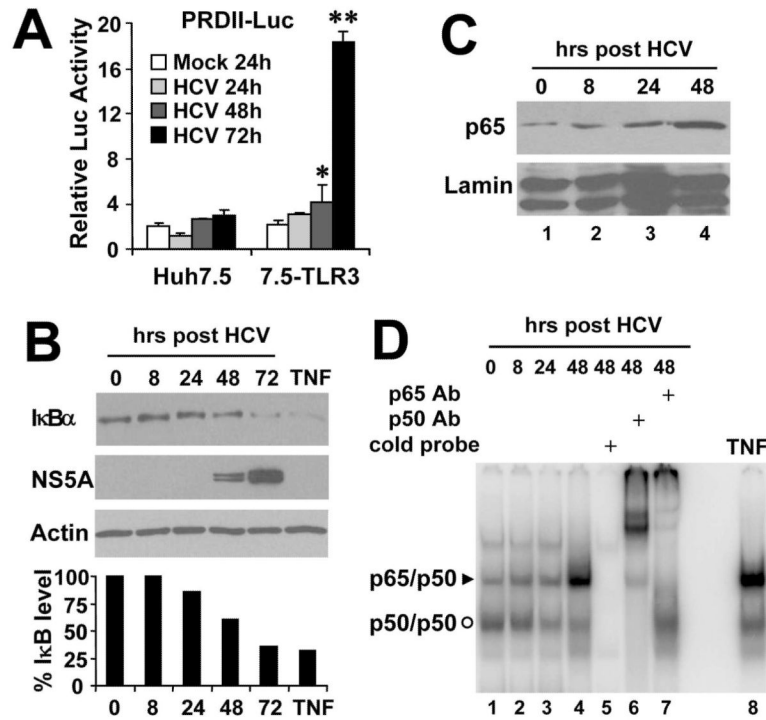 A
PRDII-Luc
Relative Luc Activity
20
16
12
8
4
0
Mock 24h
HCV 24h
HCV 48h
HCV 72h
*
**
Huh7.5
7.5-TLR3
B
hrs post HCV
0 8 24 48 72 TNF
IκBα
NS5A
Actin
% IκB level
100
75
50
25
0
0 8 24 48 72 TNF
C
hrs post HCV
0 8 24 48
p65
Lamin
1 2 3 4
D
hrs post HCV
0 8 24 48 48 48 48
p65 Ab +
p50 Ab +
cold probe + TNF
p65/p50
p50/p50
1 2 3 4 5 6 7 8